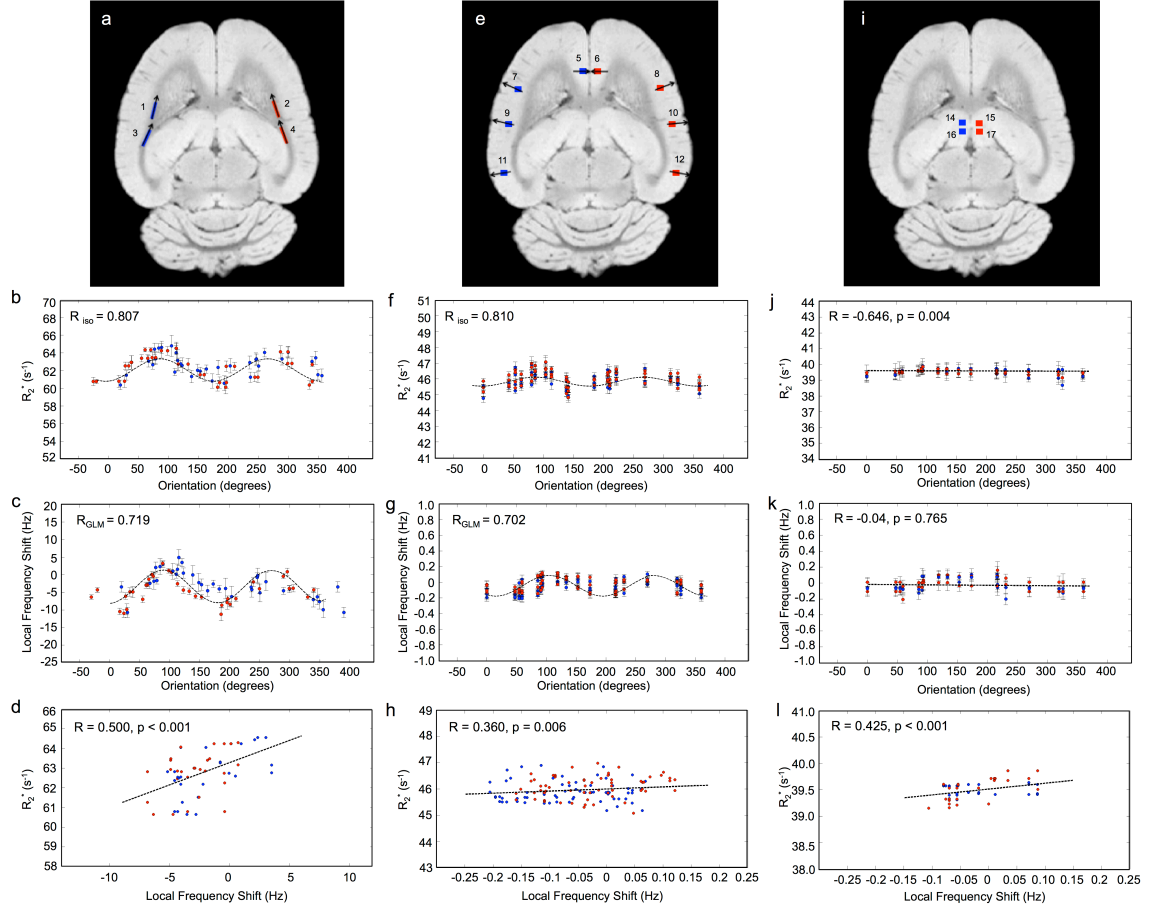 a
1
2
3
4
e
5 6
7
8
9
10
11
12
i
14 15
16 17
b
R iso = 0.807
70
68
66
64
62
60
58
56
54
52
R2* (s⁻¹)
-50 0 50 100 150 200 250 300 350 400
Orientation (degrees)
f
R iso = 0.810
51
50
49
48
47
46
45
44
43
42
41
R2* (s⁻¹)
-50 0 50 100 150 200 250 300 350 400
Orientation (degrees)
j
R = -0.646, p = 0.004
44
43
42
41
40
39
38
37
36
35
34
R2* (s⁻¹)
-50 0 50 100 150 200 250 300 350 400
Orientation (degrees)
c
RGLM = 0.719
20
15
10
5
0
-5
-10
-15
-20
-25
Local Frequency Shift (Hz)
-50 0 50 100 150 200 250 300 350 400
Orientation (degrees)
g
RGLM = 0.702
1.0
0.8
0.6
0.4
0.2
0
-0.2
-0.4
-0.6
-0.8
-1.0
Local Frequency Shift (Hz)
-50 0 50 100 150 200 250 300 350 400
Orientation (degrees)
k
R = -0.04, p = 0.765
1.0
0.8
0.6
0.4
0.2
0
-0.2
-0.4
-0.6
-0.8
-1.0
Local Frequency Shift (Hz)
-50 0 50 100 150 200 250 300 350 400
Orientation (degrees)
d
R = 0.500, p < 0.001
66
65
64
63
62
61
60
59
58
R2* (s⁻¹)
-10 -5 0 5 10
Local Frequency Shift (Hz)
h
R = 0.360, p = 0.006
49
48
47
46
45
44
43
R2* (s⁻¹)
-0.25 -0.2 -0.15 -0.1 -0.05 0 0.05 0.1 0.15 0.2 0.25
Local Frequency Shift (Hz)
l
R = 0.425, p < 0.001
41.0
40.5
40.0
39.5
39.0
38.5
38.0
R2* (s⁻¹)
-0.25 -0.2 -0.15 -0.1 -0.05 0 0.05 0.1 0.15 0.2 0.25
Local Frequency Shift (Hz)